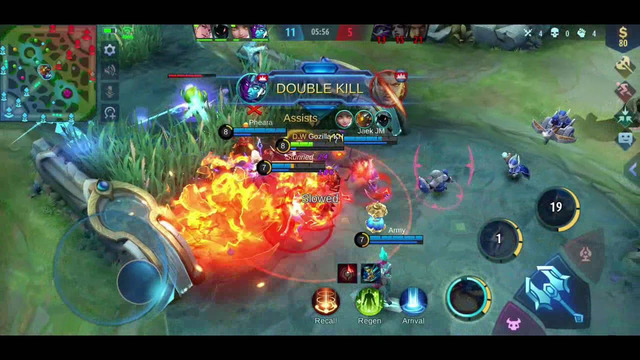 11 05:56 5
4 0 4
80
DOUBLE KILL
Assists
Pheara
8
D.W Gozilla
Jaek JM
8
Stunned
7
Slowed
19
1
Army
7
Recall Regen Arrival